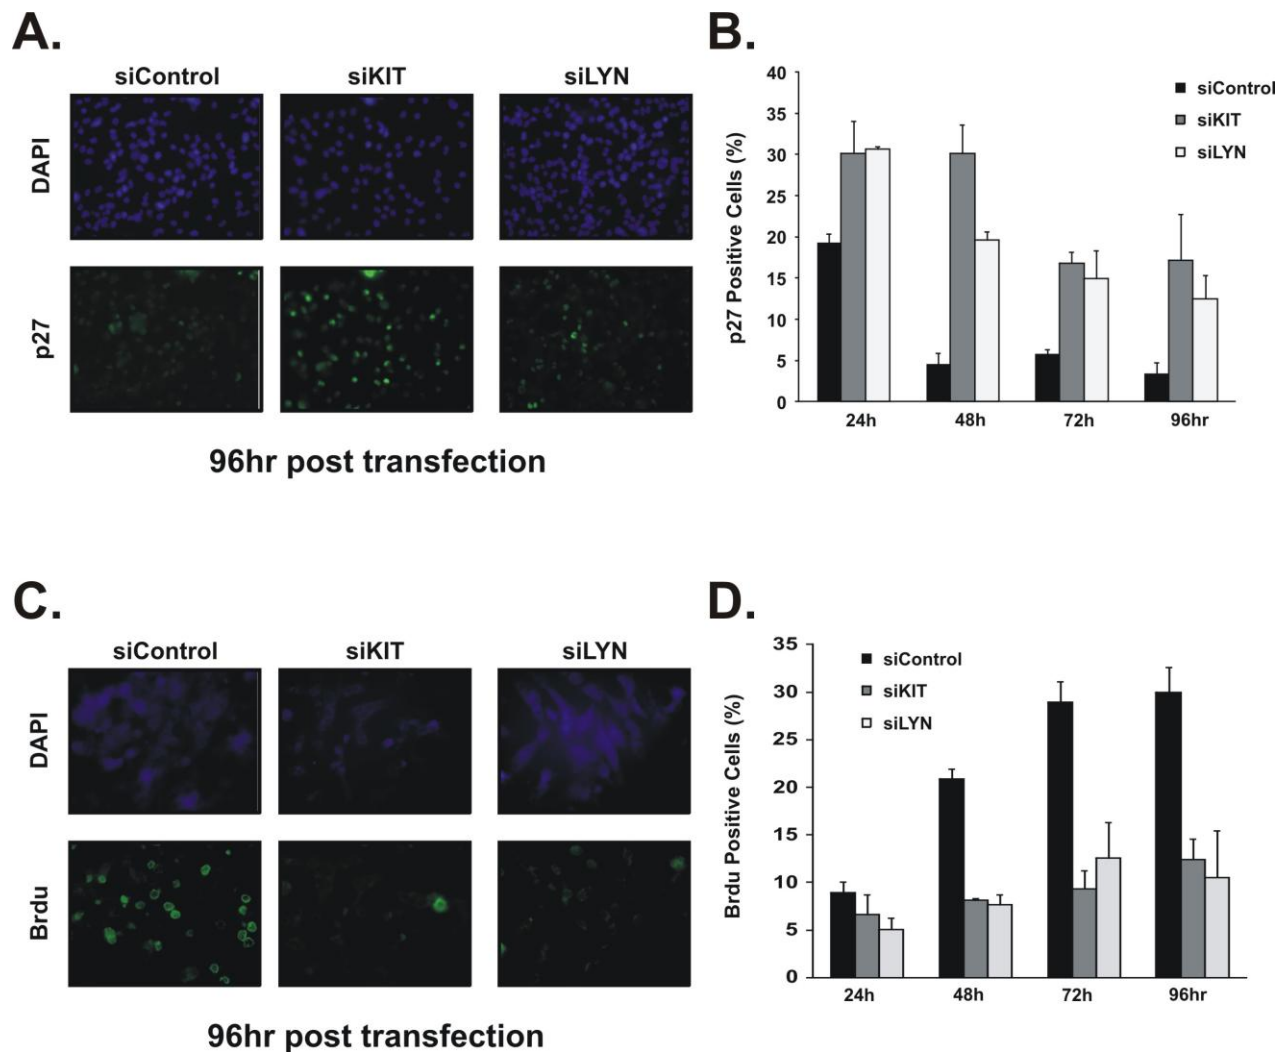 A.
siControl siKIT siLYN
DAPI
p27
96hr post transfection
B.
p27 Positive Cells (%)
40
35
30
25
20
15
10
5
0
24h 48h 72h 96hr
siControl
siKIT
siLYN
C.
siControl siKIT siLYN
DAPI
Brdu
96hr post transfection
D.
Brdu Positive Cells (%)
35
30
25
20
15
10
5
0
24h 48h 72h 96hr
siControl
siKIT
siLYN